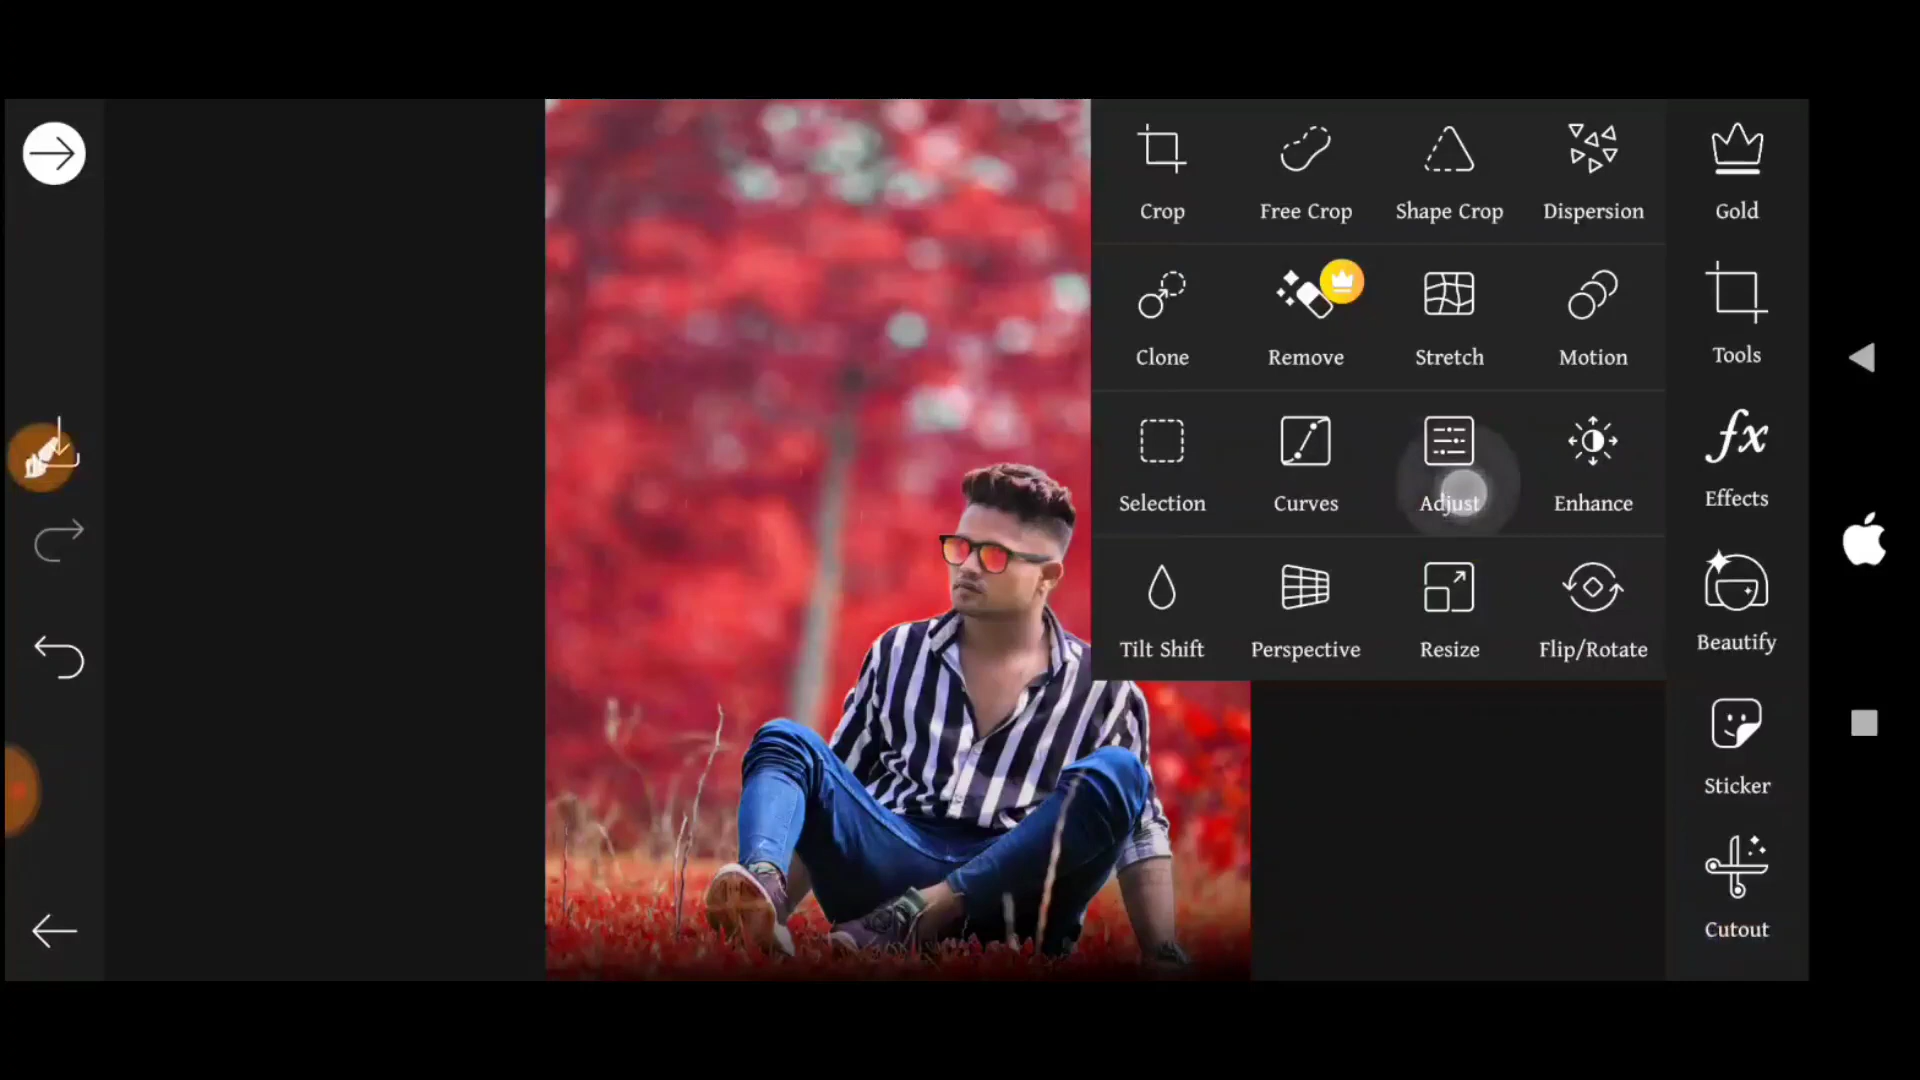 Crop Free Crop Shape Crop Dispersion Gold
Clone Remove Stretch Motion Tools
Selection Curves Adjust Enhance Effects
Tilt Shift Perspective Resize Flip/Rotate Beautify
Sticker
Cutout